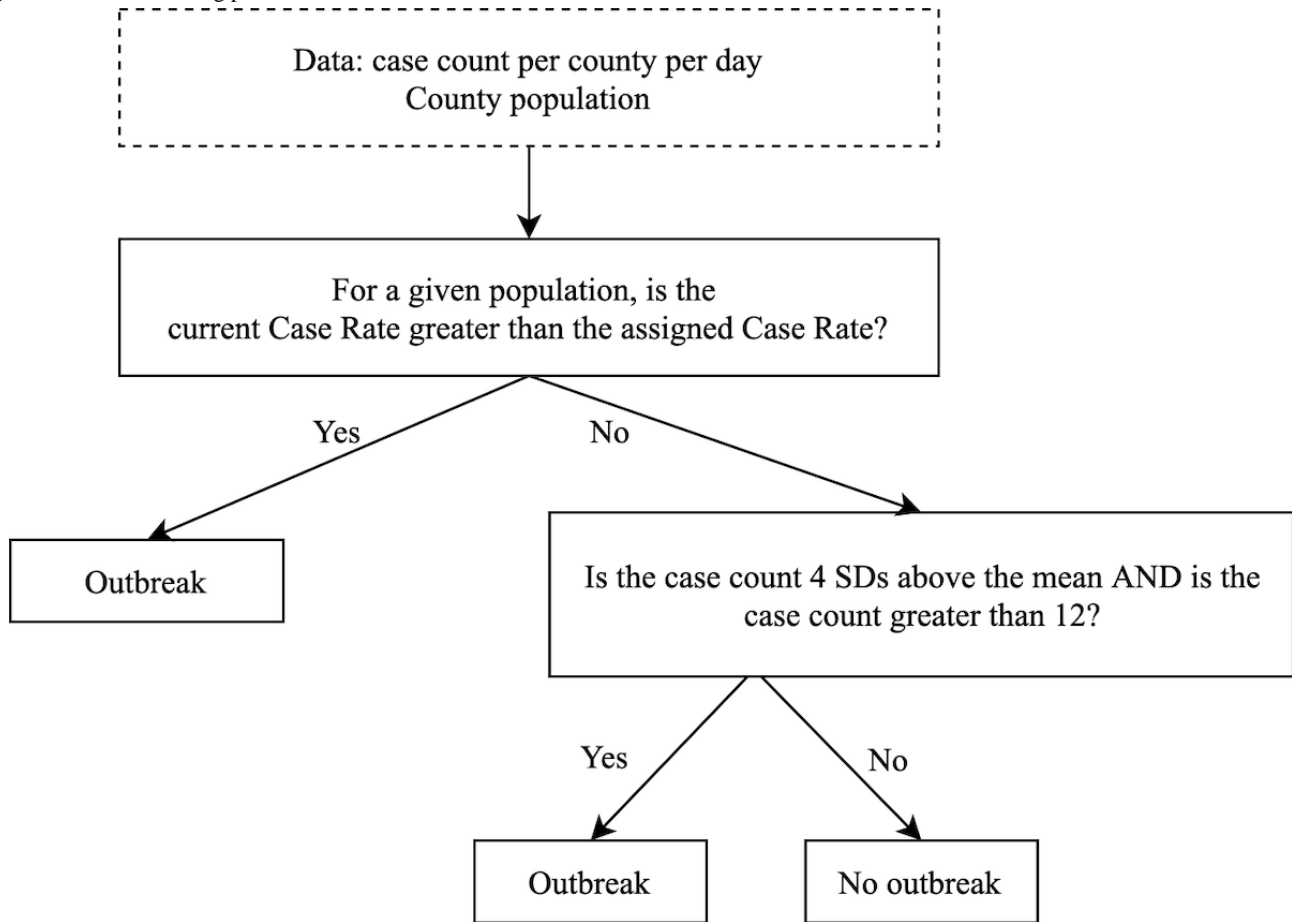 Data: case count per county per day
County population
For a given population, is the
current Case Rate greater than the assigned Case Rate?
Yes
No
Outbreak
Is the case count 4 SDs above the mean AND is the
case count greater than 12?
Yes
No
Outbreak
No outbreak